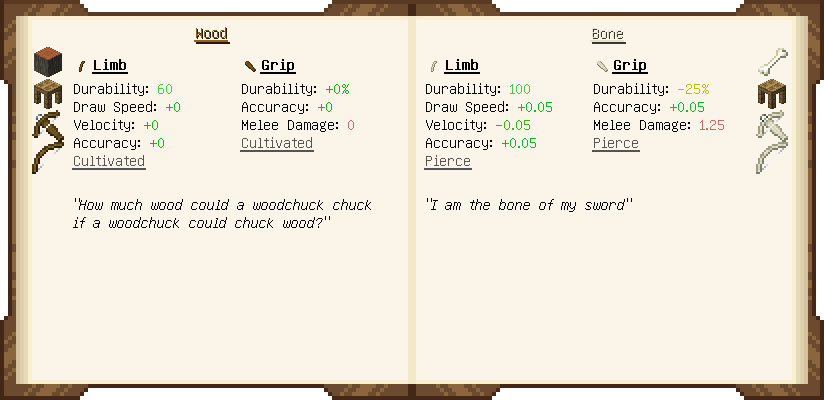 Wood
Limb
Durability: 60
Draw Speed: +0
Velocity: +0
Accuracy: +0
Cultivated
Grip
Durability: +0%
Accuracy: +0
Melee Damage: 0
Cultivated
"How much wood could a woodchuck chuck
if a woodchuck could chuck wood?"
Bone
Limb
Durability: 100
Draw Speed: +0.05
Velocity: -0.05
Accuracy: +0.05
Pierce
Grip
Durability: -25%
Accuracy: +0.05
Melee Damage: 1.25
Pierce
"I am the bone of my sword"